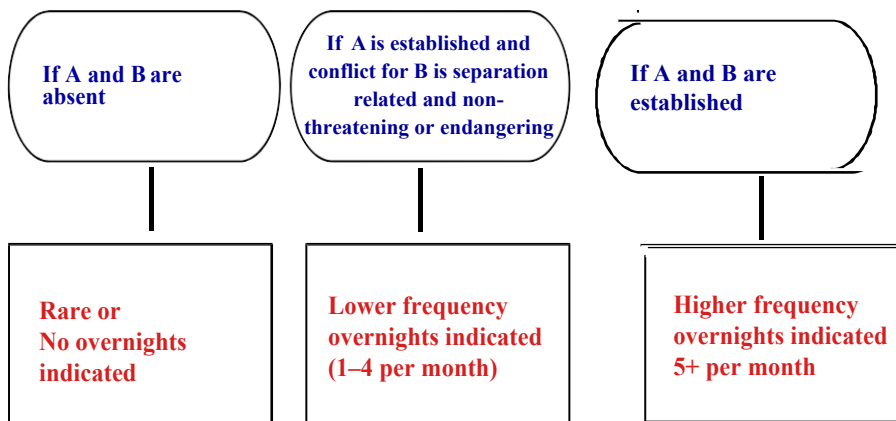 If A and B are
absent
If A is established and
conflict for B is separation
related and non-
threatening or endangering
If A and B are
established
Rare or
No overnights
indicated
Lower frequency
overnights indicated
(1–4 per month)
Higher frequency
overnights indicated
5+ per month